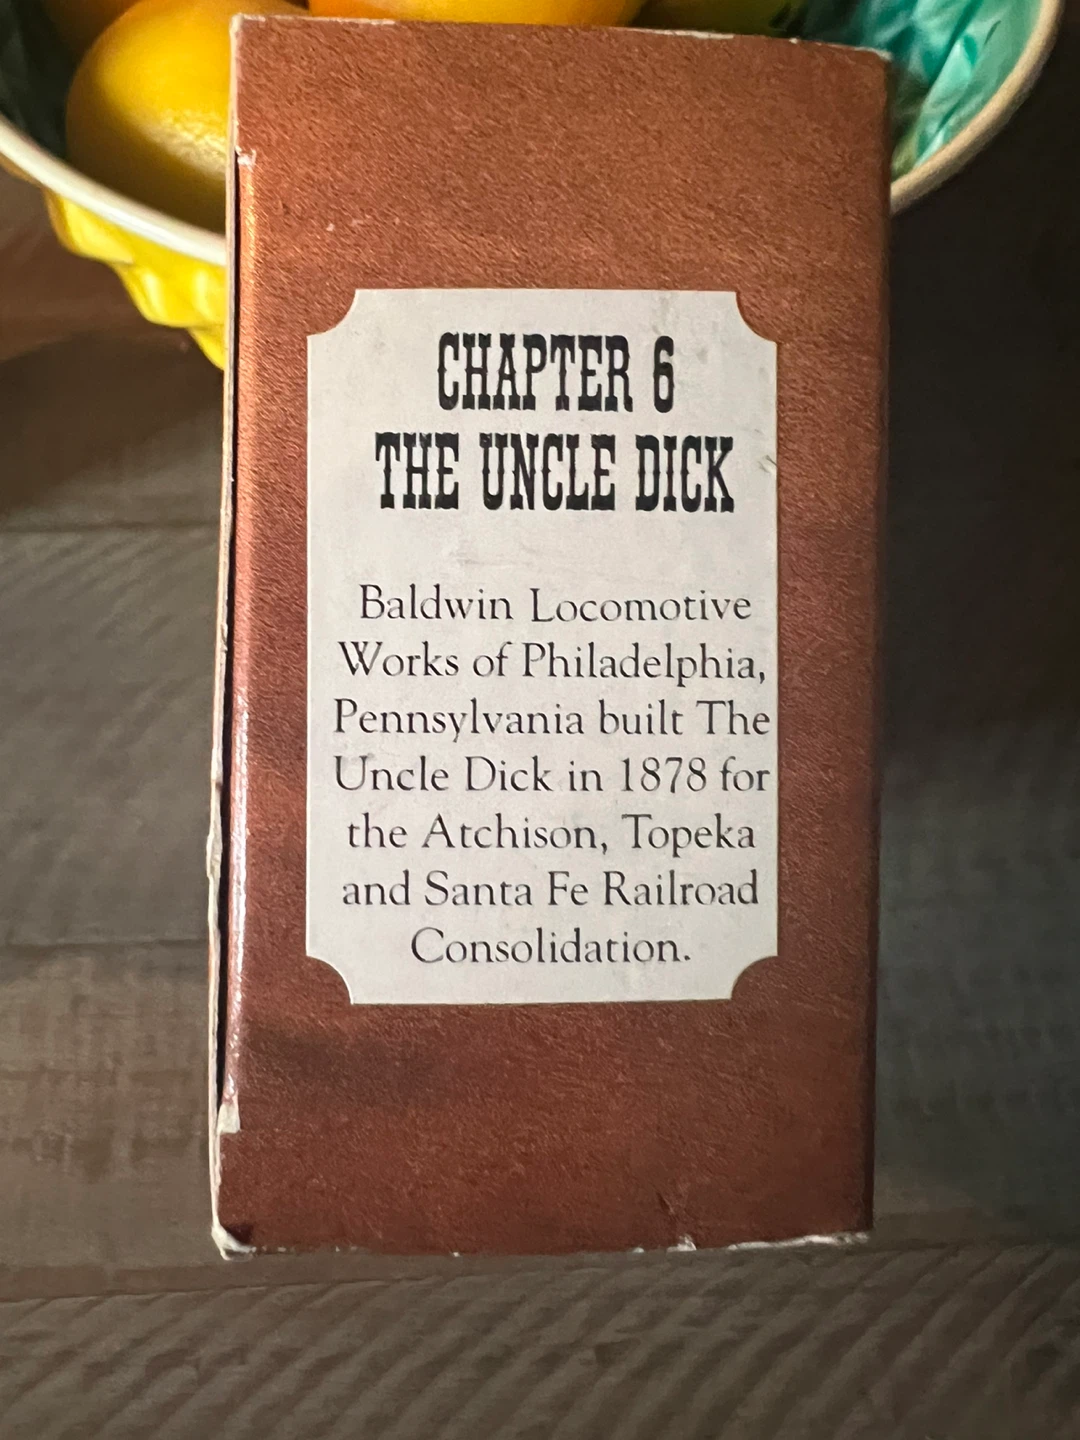 CHAPTER 6
THE UNCLE DICK
Baldwin Locomotive
Works of Philadelphia,
Pennsylvania built The
Uncle Dick in 1878 for
the Atchison, Topeka
and Santa Fe Railroad
Consolidation.